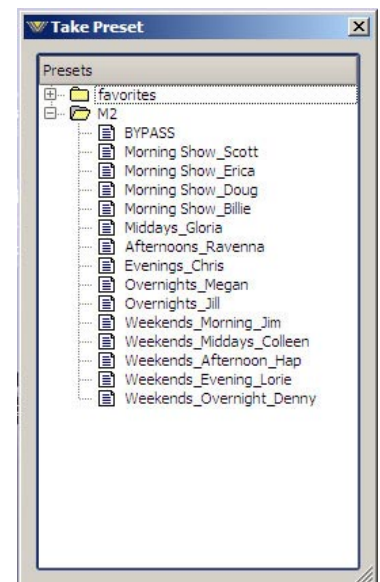 Take Preset
Presets
favorites
M2
BYPASS
Morning Show_Scott
Morning Show_Erica
Morning Show_Doug
Morning Show_Billie
Middays_Gloria
Afternoons_Ravenna
Evenings_Chris
Overnights_Megan
Overnights_Jill
Weekends_Morning_Jim
Weekends_Middays_Colleen
Weekends_Afternoon_Hap
Weekends_Evening_Lorie
Weekends_Overnight_Denny